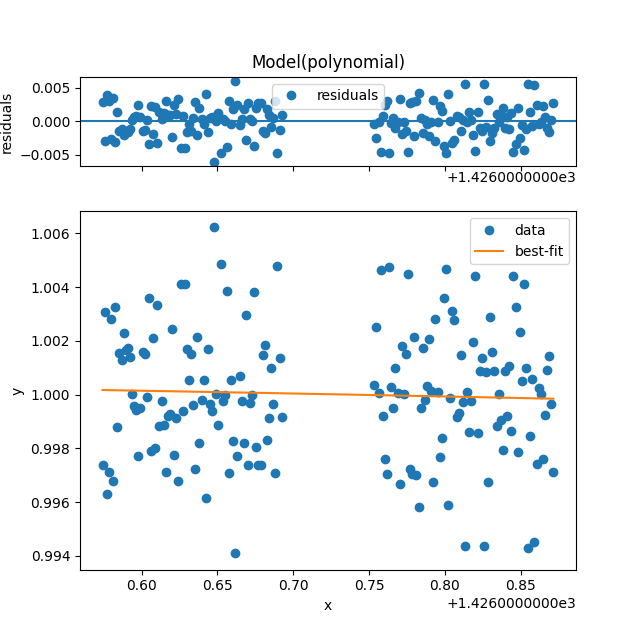 Model(polynomial)
residuals
0.005
0.000
−0.005
residuals
+1.4260000000e3
1.006
1.004
1.002
1.000
0.998
0.996
0.994
y
data
best-fit
0.60 0.65 0.70 0.75 0.80 0.85
x
+1.4260000000e3